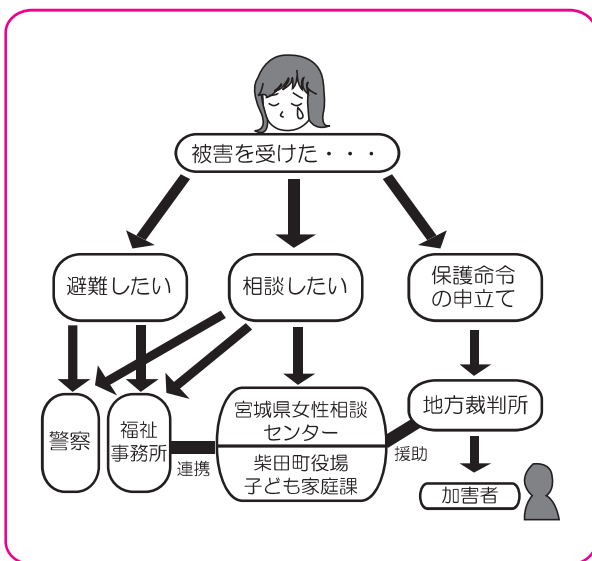 被害を受けた・・・
避難したい
相談したい
保護命令
の申立て
警察
福祉
事務所
連携
宮城県女性相談
センター
柴田町役場
子ども家庭課
援助
地方裁判所
加害者